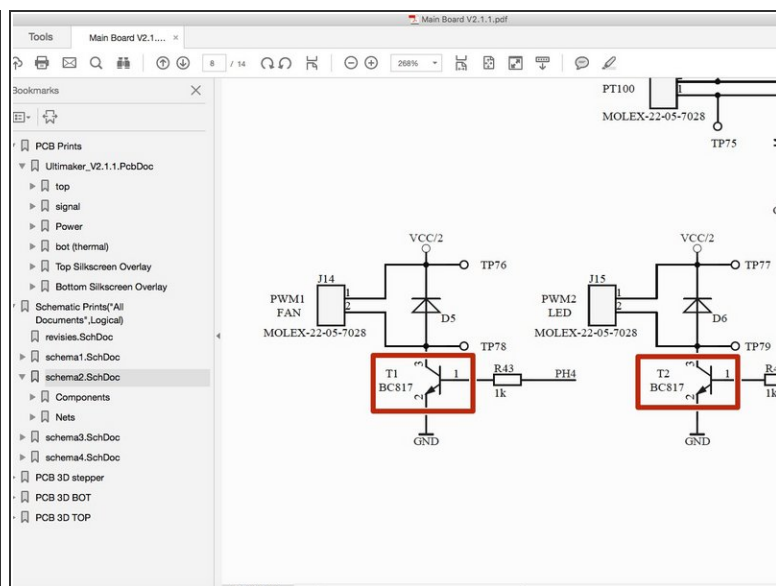 Main Board V2.1.1.pdf
Tools
Main Board V2.1.... ×
8 / 14
268%
Bookmarks
PCB Prints
Ultimaker_V2.1.1.PcbDoc
top
signal
Power
bot (thermal)
Top Silkscreen Overlay
Bottom Silkscreen Overlay
Schematic Prints("All
Documents",Logical)
revisies.SchDoc
schema1.SchDoc
schema2.SchDoc
Components
Nets
schema3.SchDoc
schema4.SchDoc
PCB 3D stepper
PCB 3D BOT
PCB 3D TOP
PT100
1
MOLEX-22-05-7028
TP75
VCC/2
TP76
J14
PWM1
FAN
1
2
D5
MOLEX-22-05-7028
TP78
T1
BC817
3
1
2
R43
1k
PH4
GND
VCC/2
TP77
J15
PWM2
LED
1
2
D6
MOLEX-22-05-7028
TP79
T2
BC817
3
1
2
1k
GND